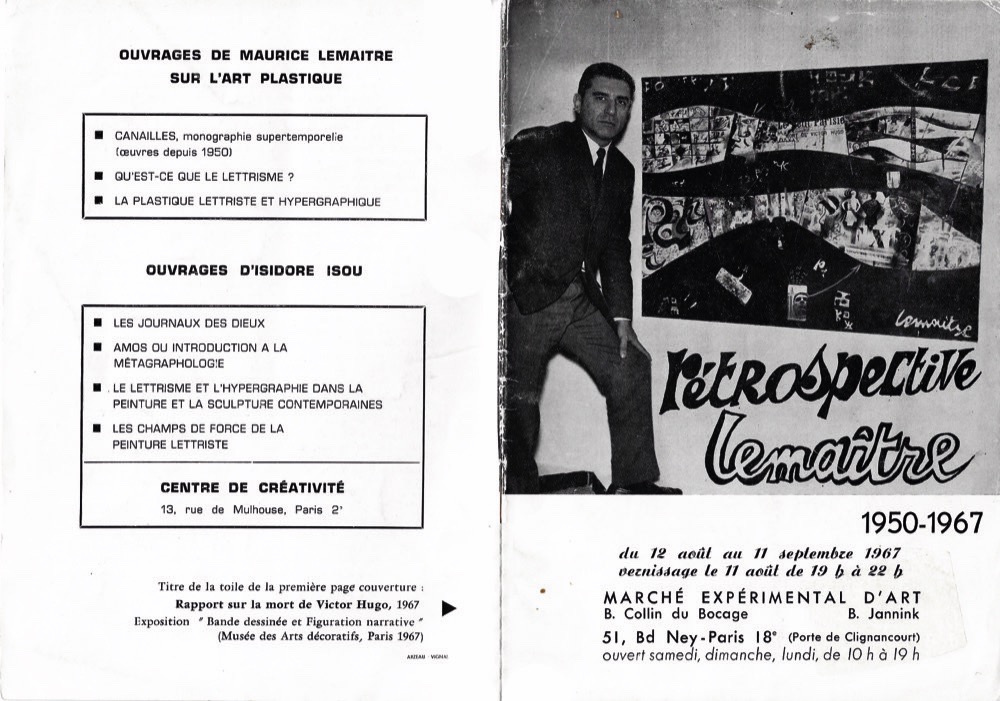 OUVRAGES DE MAURICE LEMAITRE
SUR L'ART PLASTIQUE
■ CANAILLES, monographie supertemporelle
(œuvres depuis 1950)
■ QU'EST-CE QUE LE LETTRISME ?
■ LA PLASTIQUE LETTRISTE ET HYPERGRAPHIQUE
OUVRAGES D'ISIDORE ISOU
■ LES JOURNAUX DES DIEUX
■ AMOS OU INTRODUCTION A LA
MÉTAGRAPHOLOGIE
■ LE LETTRISME ET L'HYPERGRAPHIE DANS LA
PEINTURE ET LA SCULPTURE CONTEMPORAINES
■ LES CHAMPS DE FORCE DE LA
PEINTURE LETTRISTE
CENTRE DE CRÉATIVITÉ
13, rue de Mulhouse, Paris 2e
Titre de la toile de la première page couverture :
Rapport sur la mort de Victor Hugo, 1967
Exposition " Bande dessinée et Figuration narrative "
(Musée des Arts décoratifs, Paris 1967)
lemaitre
rétrospective
lemaître
1950-1967
du 12 août au 11 septembre 1967
vernissage le 11 août de 19 h à 22 h
MARCHÉ EXPÉRIMENTAL D'ART
B. Collin du Bocage B. Jannink
51, Bd Ney-Paris 18e (Porte de Clignancourt)
ouvert samedi, dimanche, lundi, de 10 h à 19 h